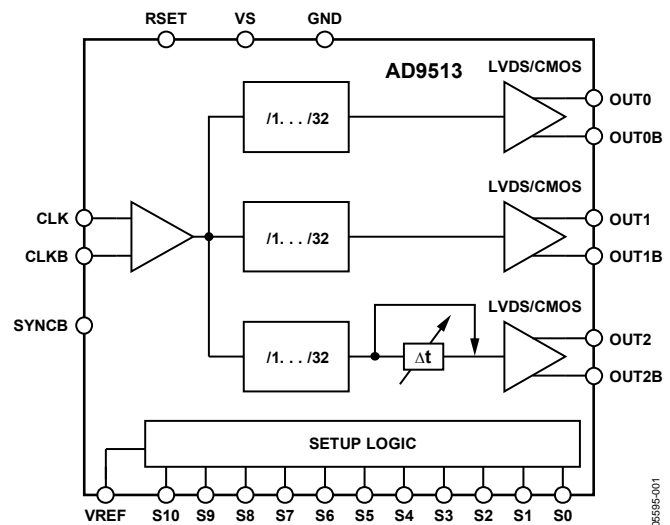 RSET VS GND
AD9513
LVDS/CMOS
/1. . . /32
OUT0
OUT0B
LVDS/CMOS
CLK
/1. . . /32
OUT1
CLKB
OUT1B
SYNCB
LVDS/CMOS
/1. . . /32
Δt
OUT2
OUT2B
SETUP LOGIC
VREF S10 S9 S8 S7 S6 S5 S4 S3 S2 S1 S0
05595-001